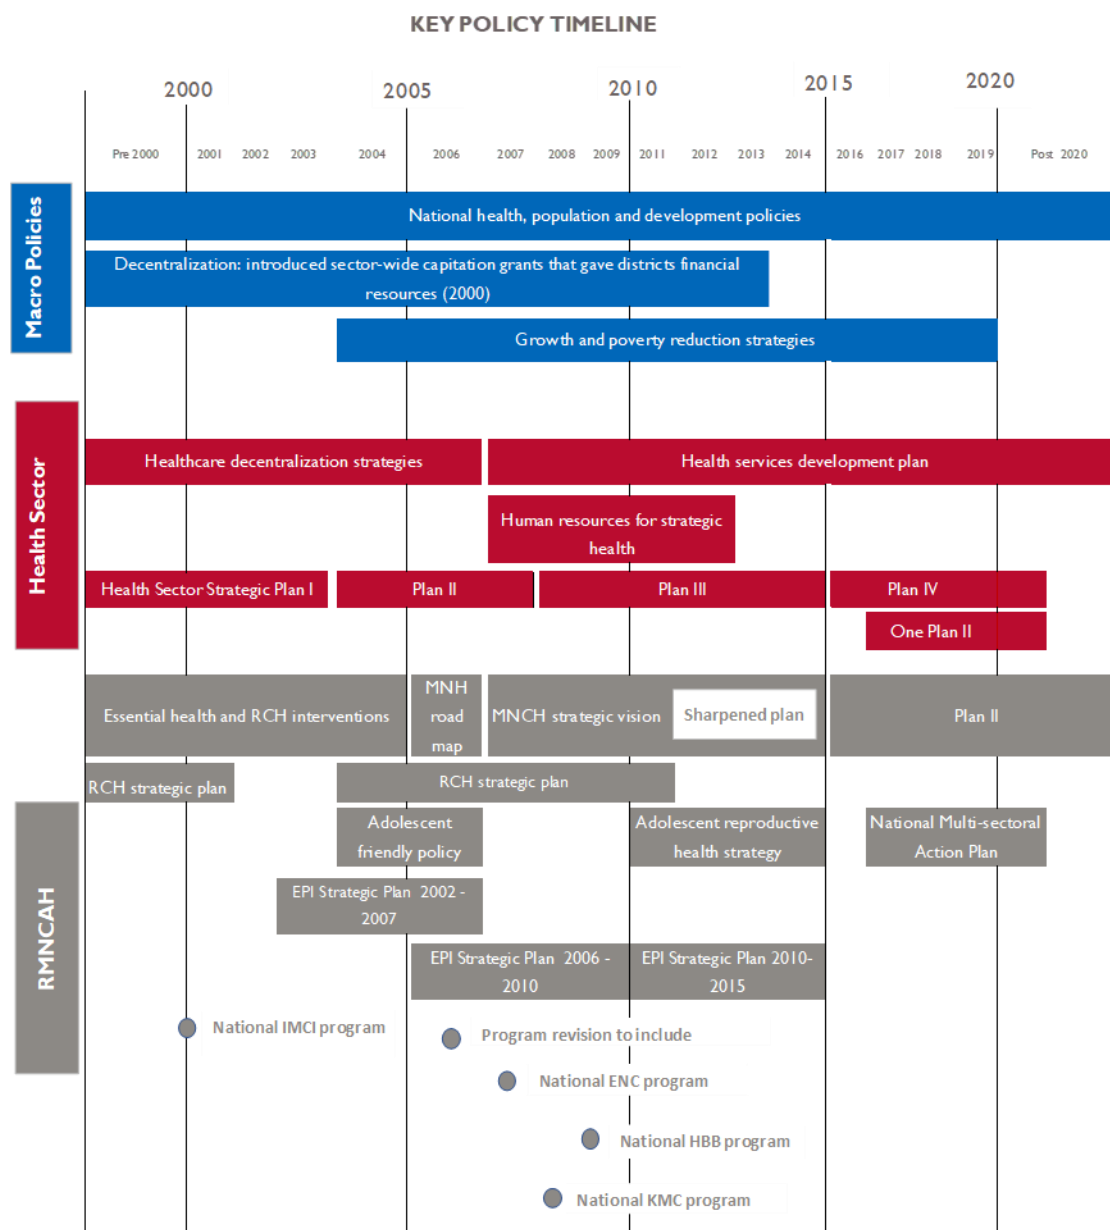 KEY POLICY TIMELINE
2000
2005
2010
2015
2020
Pre 2000
2001
2002
2003
2004
2006
2007
2008
2009
2011
2012
2013
2014
2016
2017
2018
2019
Post 2020
Macro Policies
National health, population and development policies
Decentralization: introduced sector-wide capitation grants that gave districts financial
resources (2000)
Growth and poverty reduction strategies
Health Sector
Healthcare decentralization strategies
Health services development plan
Human resources for strategic
health
Health Sector Strategic Plan I
Plan II
Plan III
Plan IV
One Plan II
Essential health and RCH interventions
MNH
road
map
MNCH strategic vision
Sharpened plan
Plan II
RCH strategic plan
RCH strategic plan
RMNCAH
Adolescent
friendly policy
Adolescent reproductive
health strategy
National Multi-sectoral
Action Plan
EPI Strategic Plan 2002 -
2007
EPI Strategic Plan 2006 -
2010
EPI Strategic Plan 2010-
2015
National IMCI program
Program revision to include
National ENC program
National HBB program
National KMC program